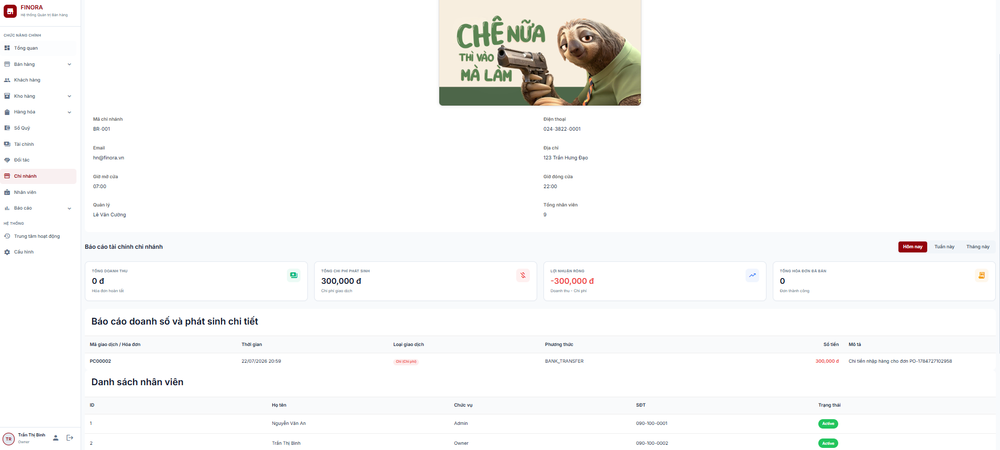 FINORA
Hệ thống Quản trị Bán hàng
CHỨC NĂNG CHÍNH
Tổng quan
Bán hàng
Khách hàng
Kho hàng
Hàng hóa
Sổ Quỹ
Tài chính
Đối tác
Chi nhánh
Nhân viên
Báo cáo
HỆ THỐNG
Trung tâm hoạt động
Cấu hình
TR
Trần Thị Bình
Owner
CHÊ NỮA
THÌ VÀO
MÀ LÀM
Mã chi nhánh
BR-001
Điện thoại
024-3822-0001
Email
hn@finora.vn
Địa chỉ
123 Trần Hưng Đạo
Giờ mở cửa
07:00
Giờ đóng cửa
22:00
Quản lý
Lê Văn Cường
Tổng nhân viên
9
Báo cáo tài chính chi nhánh
Hôm nay Tuần này Tháng này
TỔNG DOANH THU
0 đ
Hóa đơn hoàn tất
TỔNG CHI PHÍ PHÁT SINH
300,000 đ
Chi phí giao dịch
LỢI NHUẬN RÒNG
-300,000 đ
Doanh thu - Chi phí
TỔNG HÓA ĐƠN ĐÃ BÁN
0
Đơn thành công
Báo cáo doanh số và phát sinh chi tiết
Mã giao dịch / Hóa đơn Thời gian Loại giao dịch Phương thức Số tiền Mô tả
PC00002 22/07/2026 20:59 Chi (Chi phí) BANK_TRANSFER 300,000 đ Chi tiền nhập hàng cho đơn PO-1784727102958
Danh sách nhân viên
ID Họ tên Chức vụ SĐT Trạng thái
1 Nguyễn Văn An Admin 090-100-0001 Active
2 Trần Thị Bình Owner 090-100-0002 Active